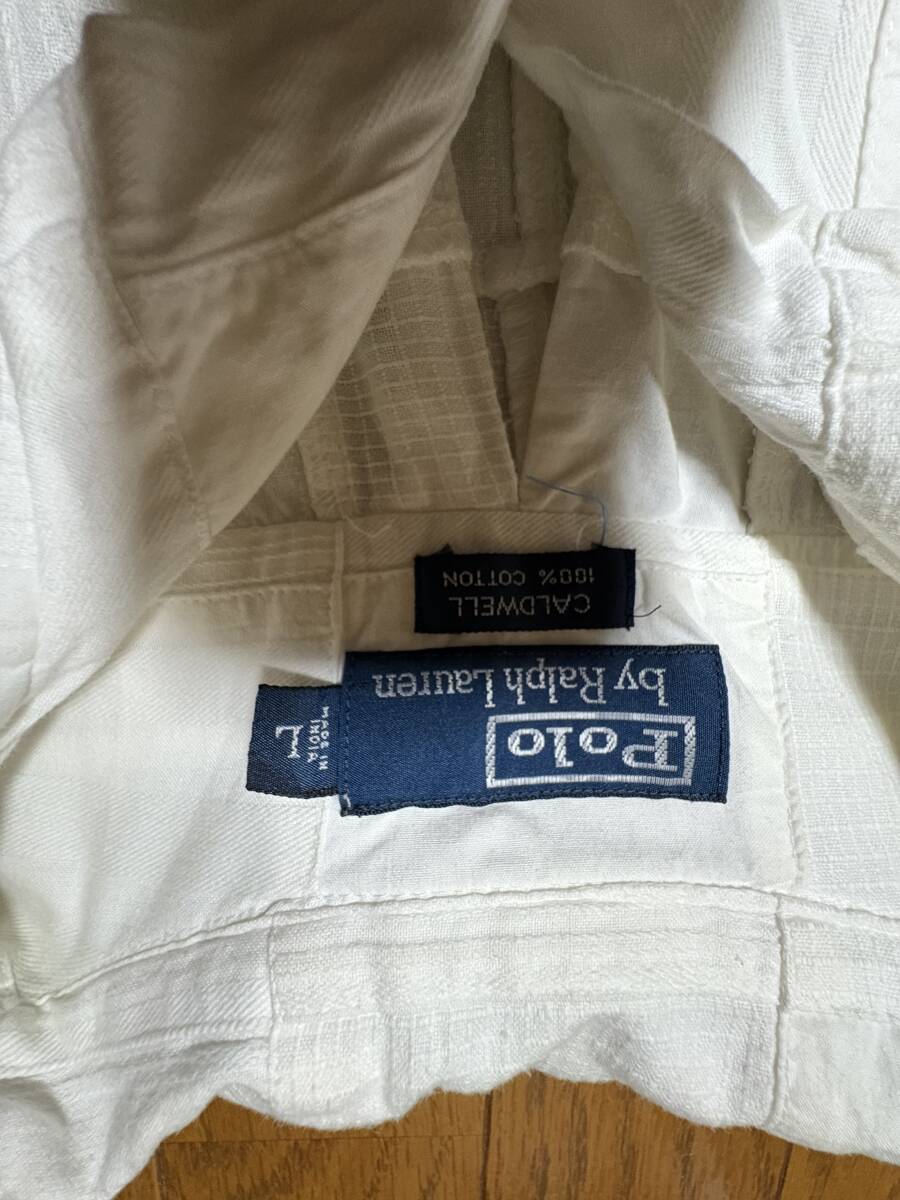 Polo
by Ralph Lauren
L
MADE IN
INDIA
CALDWELL
100% COTTON